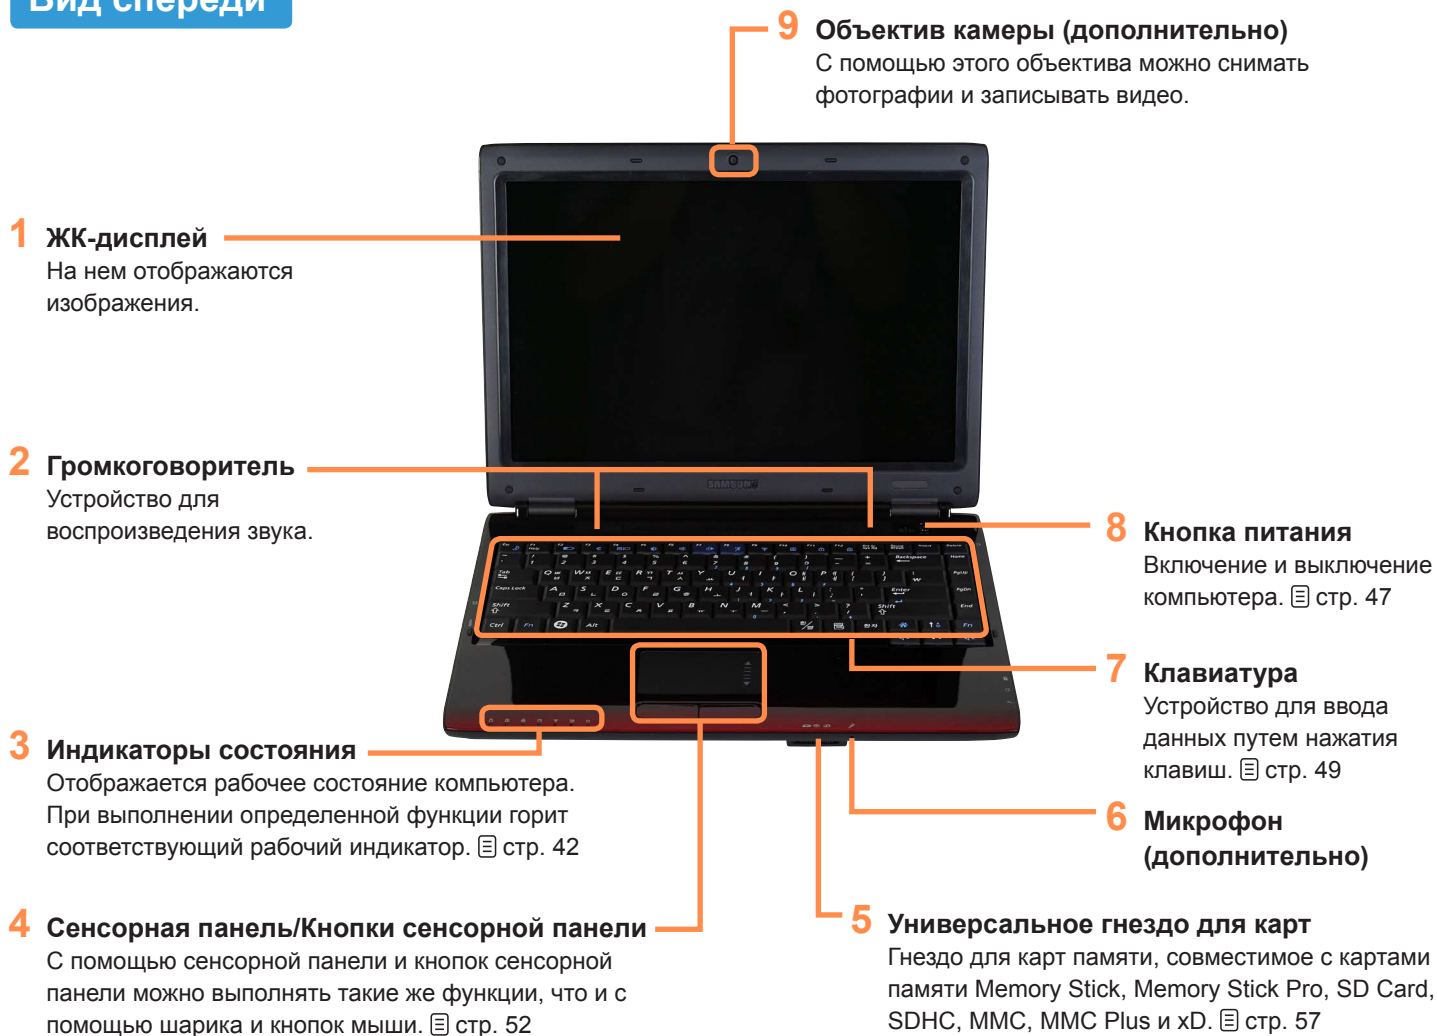 Вид спереди
9 Объектив камеры (дополнительно)
С помощью этого объектива можно снимать
фотографии и записывать видео.
1 ЖК-дисплей
На нем отображаются
изображения.
2 Громкоговоритель
Устройство для
воспроизведения звука.
SAMSUNG
8 Кнопка питания
Включение и выключение
компьютера. стр. 47
7 Клавиатура
Устройство для ввода
данных путем нажатия
клавиш. стр. 49
3 Индикаторы состояния
Отображается рабочее состояние компьютера.
При выполнении определенной функции горит
соответствующий рабочий индикатор. стр. 42
6 Микрофон
(дополнительно)
4 Сенсорная панель/Кнопки сенсорной панели
С помощью сенсорной панели и кнопок сенсорной
панели можно выполнять такие же функции, что и с
помощью шарика и кнопок мыши. стр. 52
5 Универсальное гнездо для карт
Гнездо для карт памяти, совместимое с картами
памяти Memory Stick, Memory Stick Pro, SD Card,
SDHC, MMC, MMC Plus и xD. стр. 57